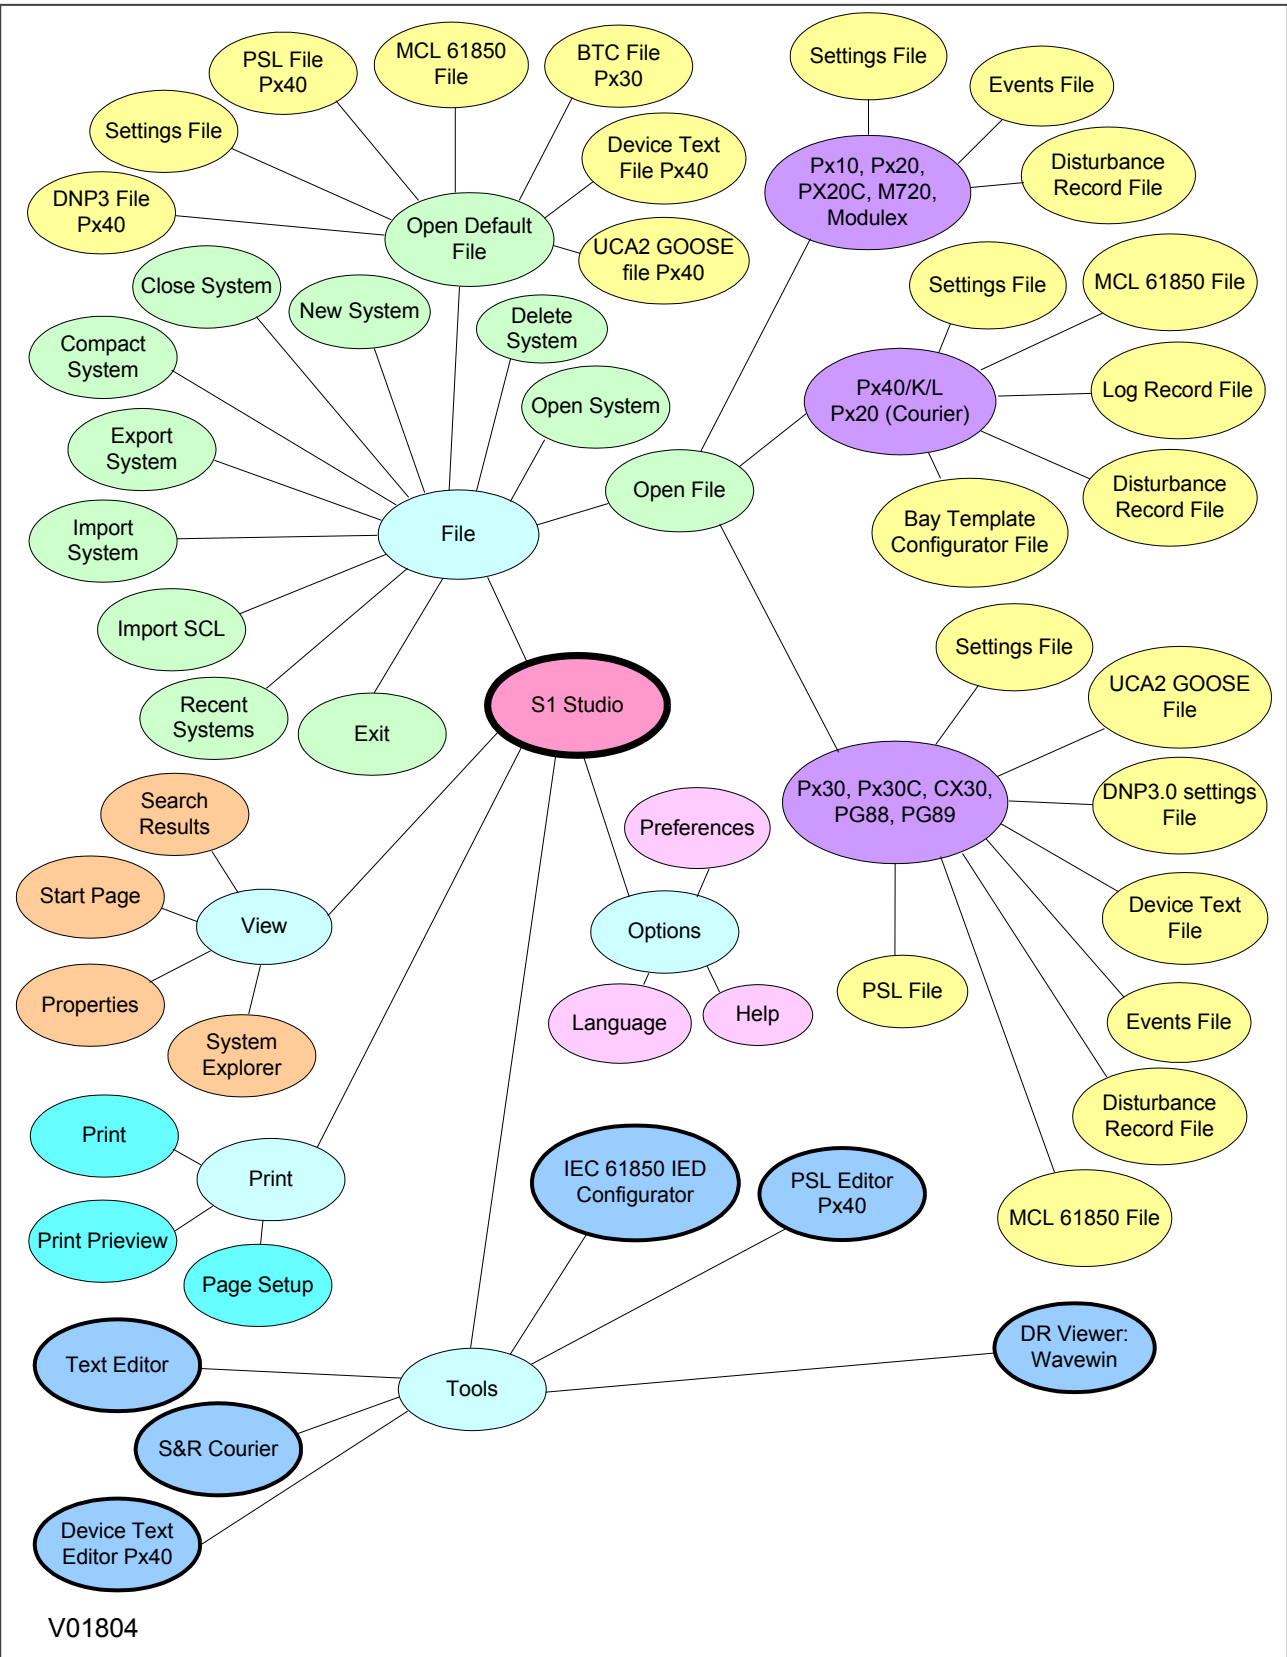 PSL File
Px40
MCL 61850
File
BTC File
Px30
Settings File
Events File
Settings File
Device Text
File Px40
Px10, Px20,
PX20C, M720,
Modulex
Disturbance
Record File
DNP3 File
Px40
Open Default
File
UCA2 GOOSE
file Px40
Close System
New System
Delete
System
Settings File
MCL 61850 File
Compact
System
Open System
Px40/K/L
Px20 (Courier)
Log Record File
Export
System
Open File
Disturbance
Record File
Import
System
File
Bay Template
Configurator File
Import SCL
Settings File
UCA2 GOOSE
File
Recent
Systems
Exit
S1 Studio
Search
Results
Preferences
Px30, Px30C, CX30,
PG88, PG89
DNP3.0 settings
File
Start Page
View
Options
Device Text
File
Properties
Language
Help
PSL File
Events File
System
Explorer
Disturbance
Record File
Print
Print
IEC 61850 IED
Configurator
PSL Editor
Px40
MCL 61850 File
Print Prieview
Page Setup
Text Editor
Tools
DR Viewer:
Wavewin
S&R Courier
Device Text
Editor Px40
V01804